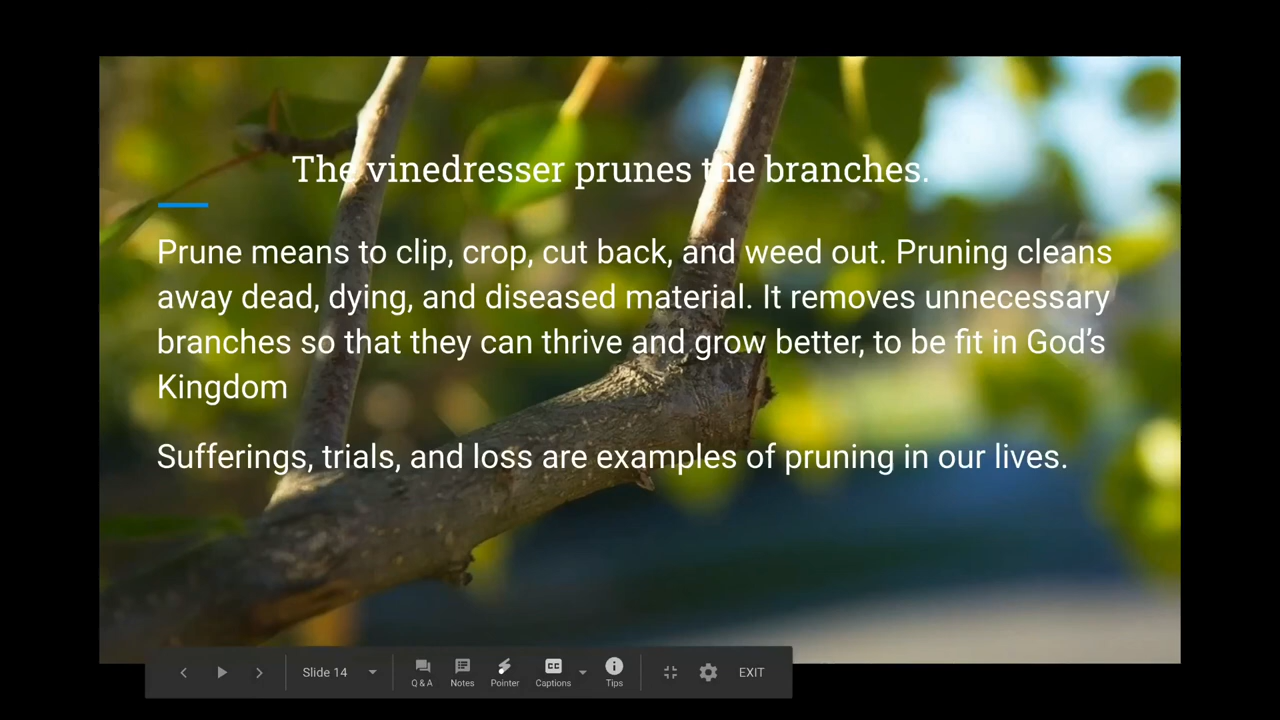 The vinedresser prunes the branches.
Prune means to clip, crop, cut back, and weed out. Pruning cleans
away dead, dying, and diseased material. It removes unnecessary
branches so that they can thrive and grow better, to be fit in God’s
Kingdom
Sufferings, trials, and loss are examples of pruning in our lives.
Slide 14
Q & A
Notes
Pointer
CC
Captions
Tips
EXIT